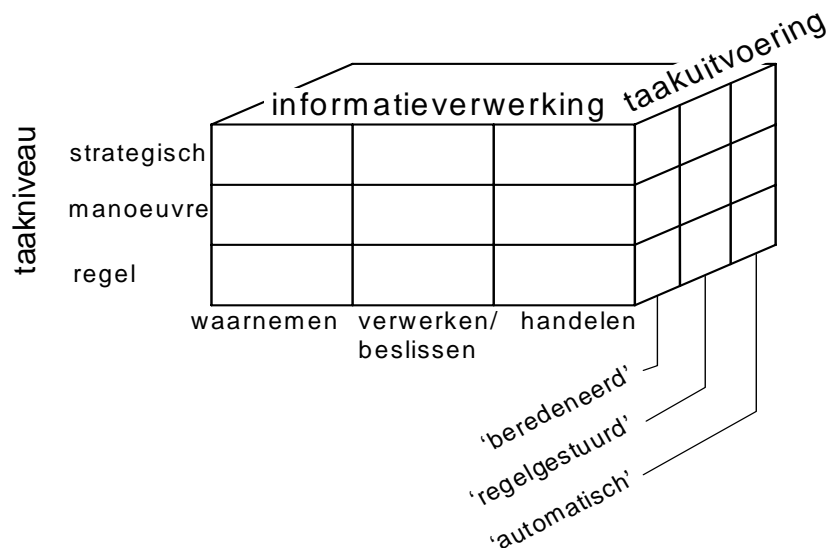 taakuitvoering
informatieverwerking
taakniveau
strategisch
manoeuvre
regel
waarnemen
verwerken/
beslissen
handelen
‘beredeneerd’
‘regelgestuurd’
‘automatisch’